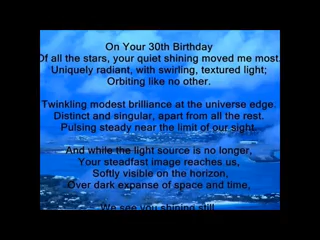 On Your 30th Birthday
Of all the stars, your quiet shining moved me most.
Uniquely radiant, with swirling, textured light;
Orbiting like no other.
Twinkling modest brilliance at the universe edge.
Distinct and singular, apart from all the rest.
Pulsing steady near the limit of our sight.
And while the light source is no longer,
Your steadfast image reaches us,
Softly visible on the horizon,
Over dark expanse of space and time,
We see you shining still